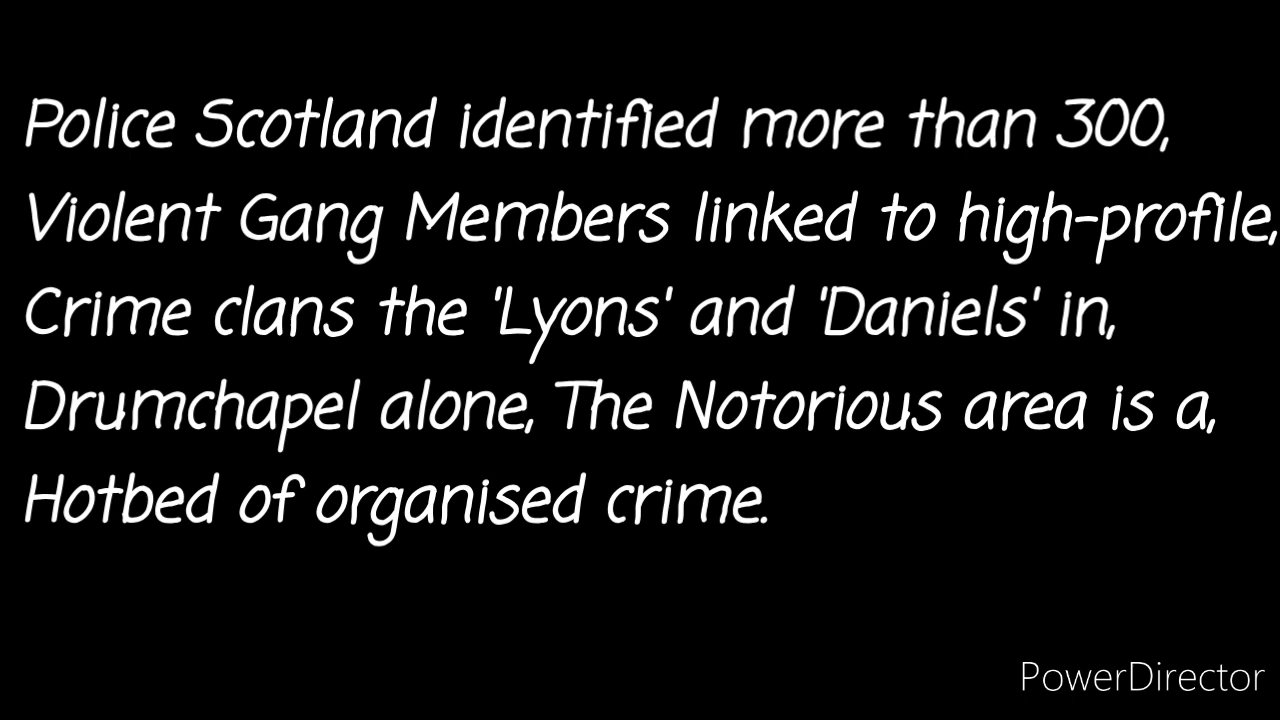 Police Scotland identified more than 300,
Violent Gang Members linked to high-profile,
Crime clans the 'Lyons' and 'Daniels' in,
Drumchapel alone, The Notorious area is a,
Hotbed of organised crime.
PowerDirector